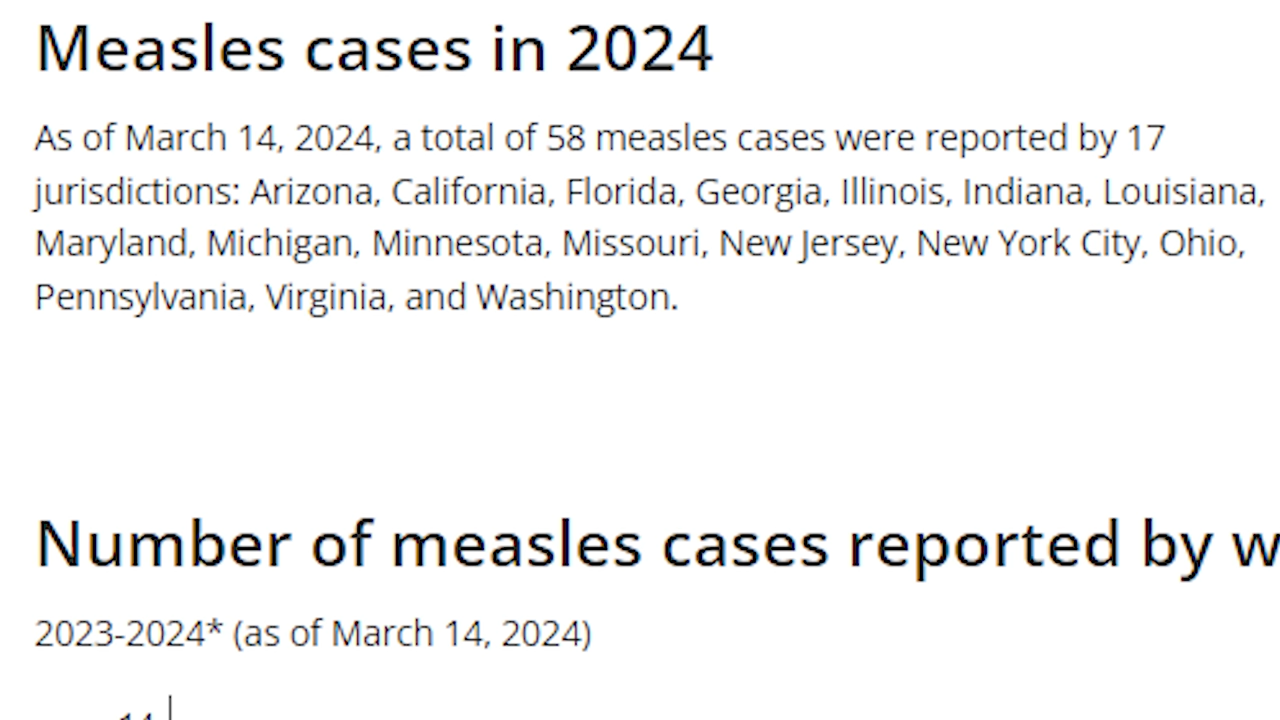 Measles cases in 2024
As of March 14, 2024, a total of 58 measles cases were reported by 17
jurisdictions: Arizona, California, Florida, Georgia, Illinois, Indiana, Louisiana,
Maryland, Michigan, Minnesota, Missouri, New Jersey, New York City, Ohio,
Pennsylvania, Virginia, and Washington.
Number of measles cases reported by w
2023-2024* (as of March 14, 2024)
14